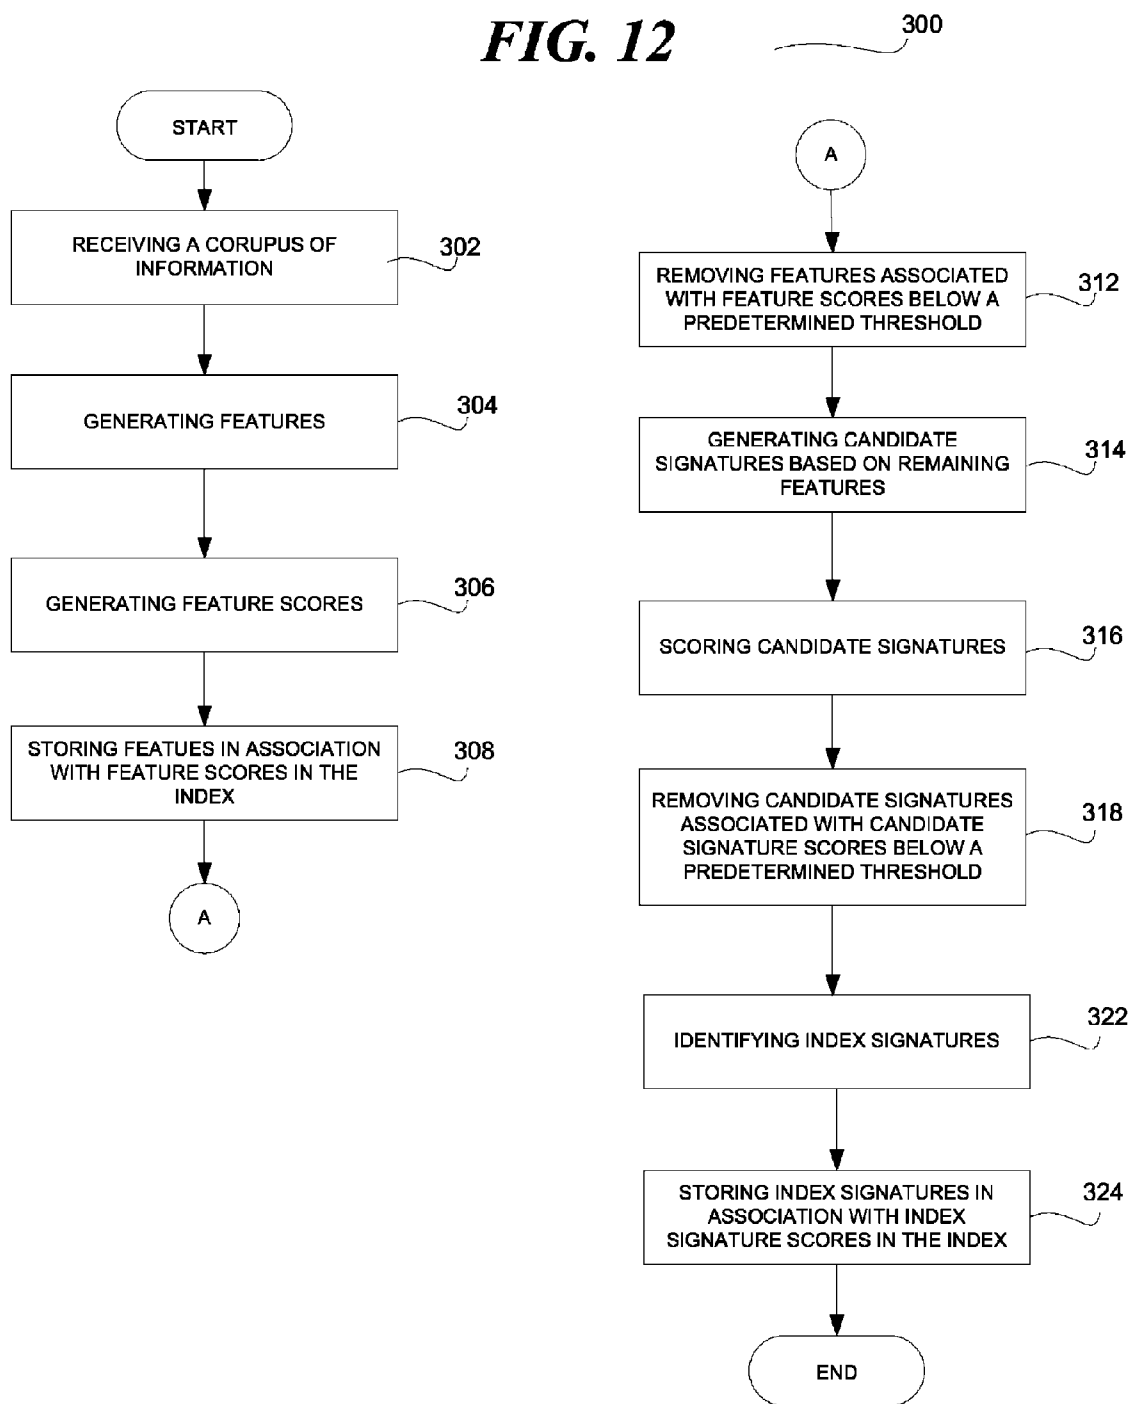 FIG. 12
300
START
RECEIVING A CORUPUS OF
INFORMATION
302
GENERATING FEATURES
304
GENERATING FEATURE SCORES
306
STORING FEATUES IN ASSOCIATION
WITH FEATURE SCORES IN THE
INDEX
308
A
A
REMOVING FEATURES ASSOCIATED
WITH FEATURE SCORES BELOW A
PREDETERMINED THRESHOLD
312
GENERATING CANDIDATE
SIGNATURES BASED ON REMAINING
FEATURES
314
SCORING CANDIDATE SIGNATURES
316
REMOVING CANDIDATE SIGNATURES
ASSOCIATED WITH CANDIDATE
SIGNATURE SCORES BELOW A
PREDETERMINED THRESHOLD
318
IDENTIFYING INDEX SIGNATURES
322
STORING INDEX SIGNATURES IN
ASSOCIATION WITH INDEX
SIGNATURE SCORES IN THE INDEX
324
END